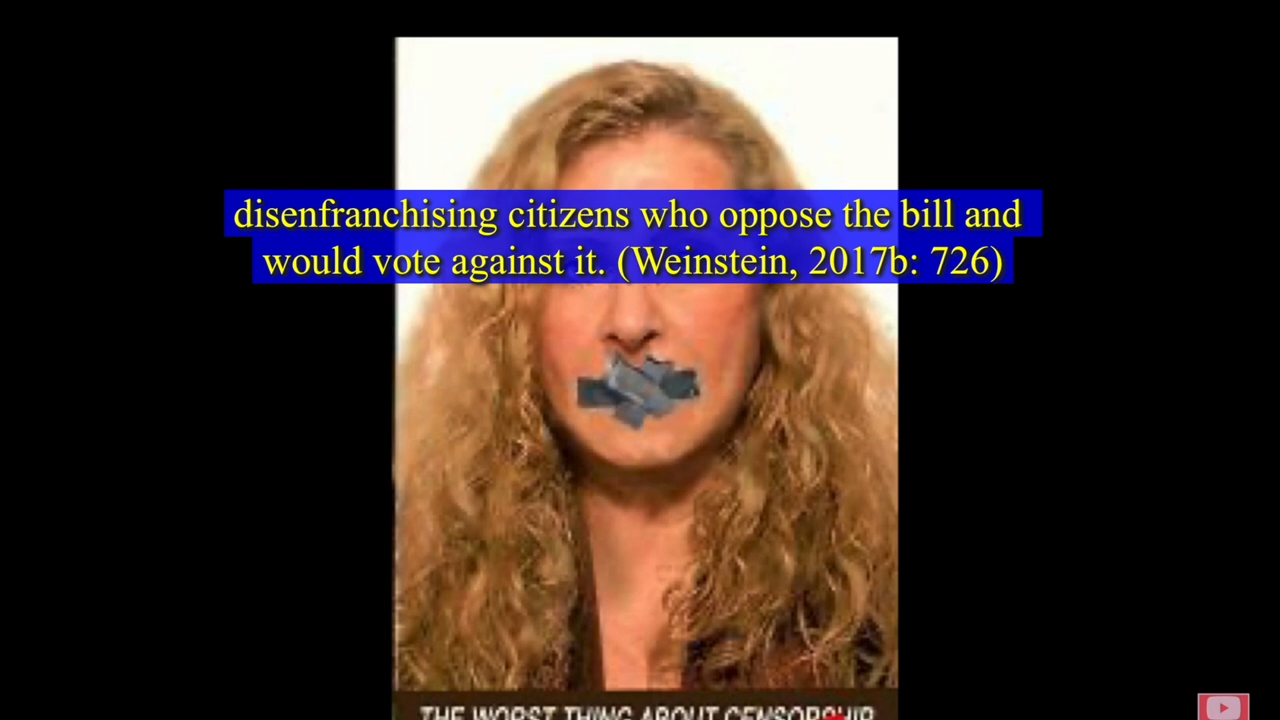 disenfranchising citizens who oppose the bill and
would vote against it. (Weinstein, 2017b: 726)
THE WORST THING ABOUT CENSORSHIP